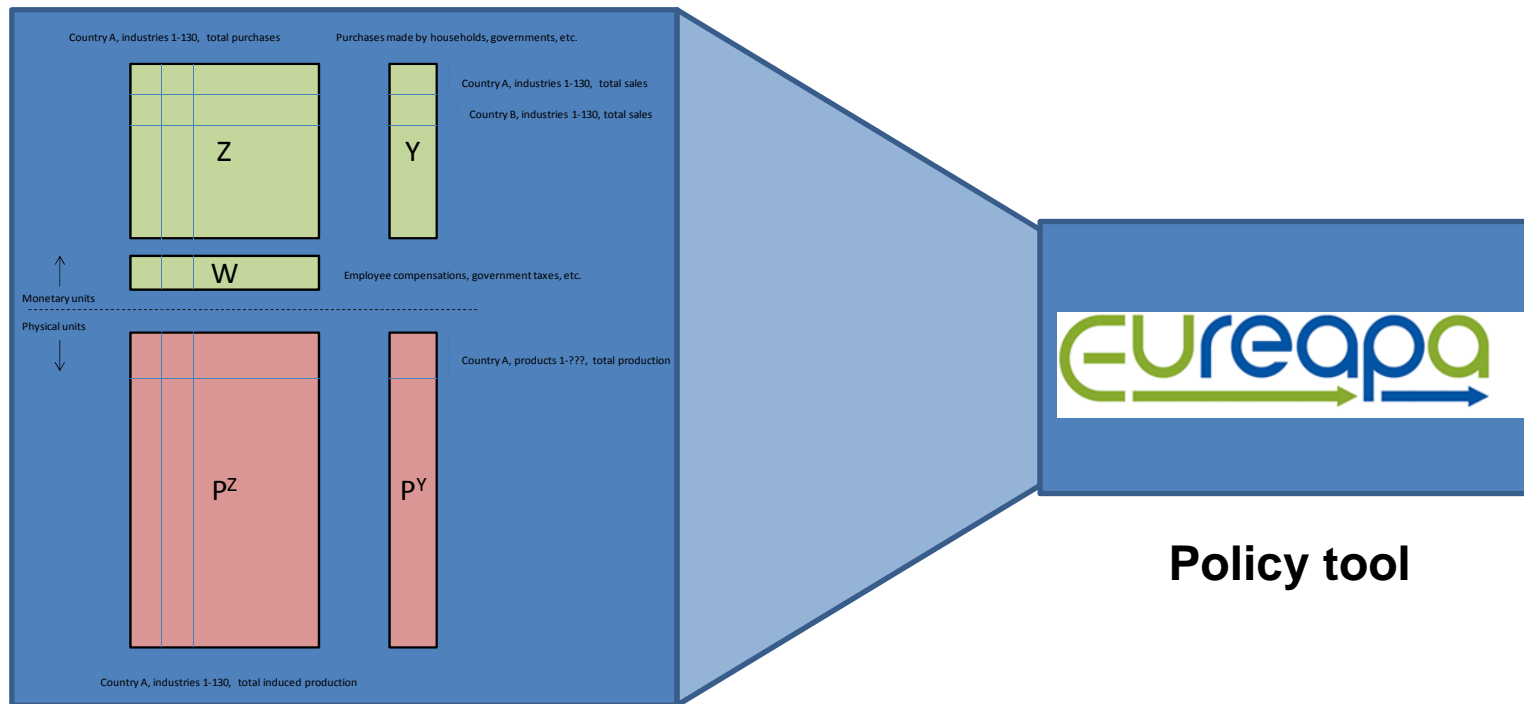 Country A, industries 1-130, total purchases
Purchases made by households, governments, etc.
Country A, industries 1-130, total sales
Country B, industries 1-130, total sales
Z
Y
W
Employee compensations, government taxes, etc.
Monetary units
Physical units
Country A, products 1-???, total production
PZ
PY
Country A, industries 1-130, total induced production
eureapa
Policy tool